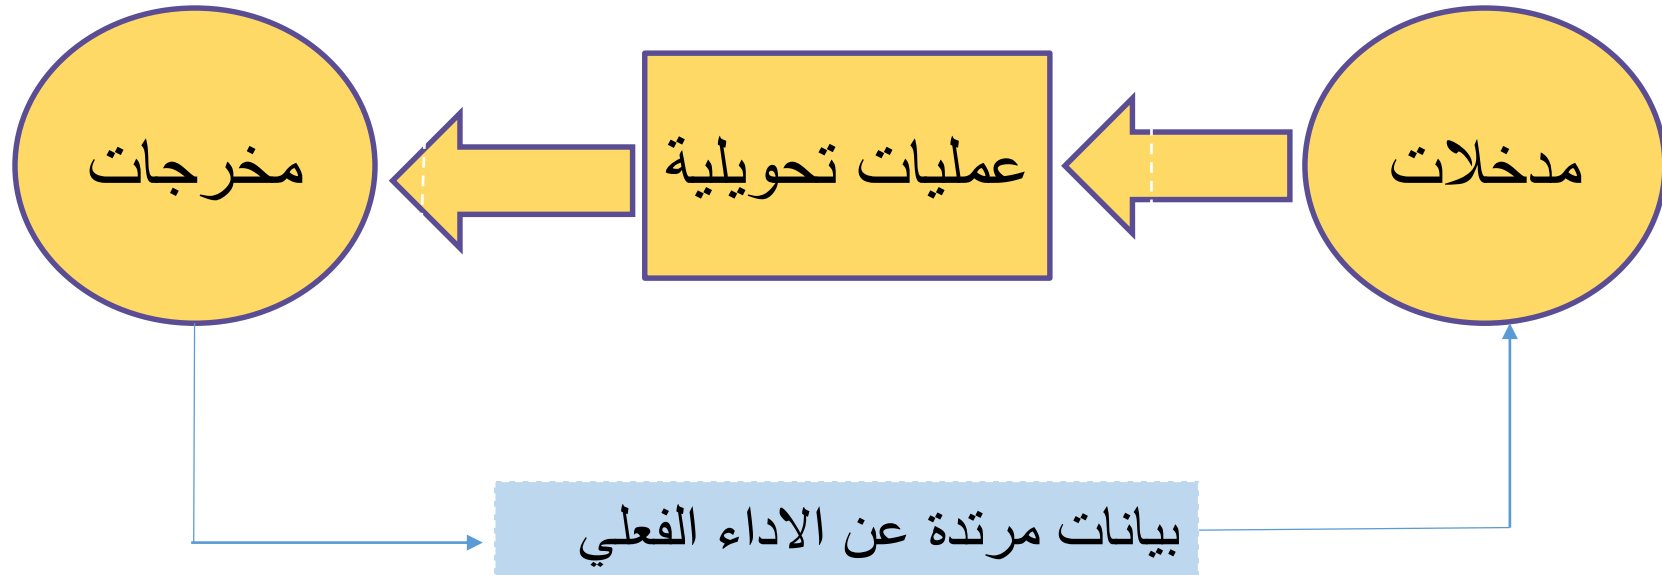 مدخلات
عمليات تحويلية
مخرجات
بيانات مرتدة عن الاداء الفعلي